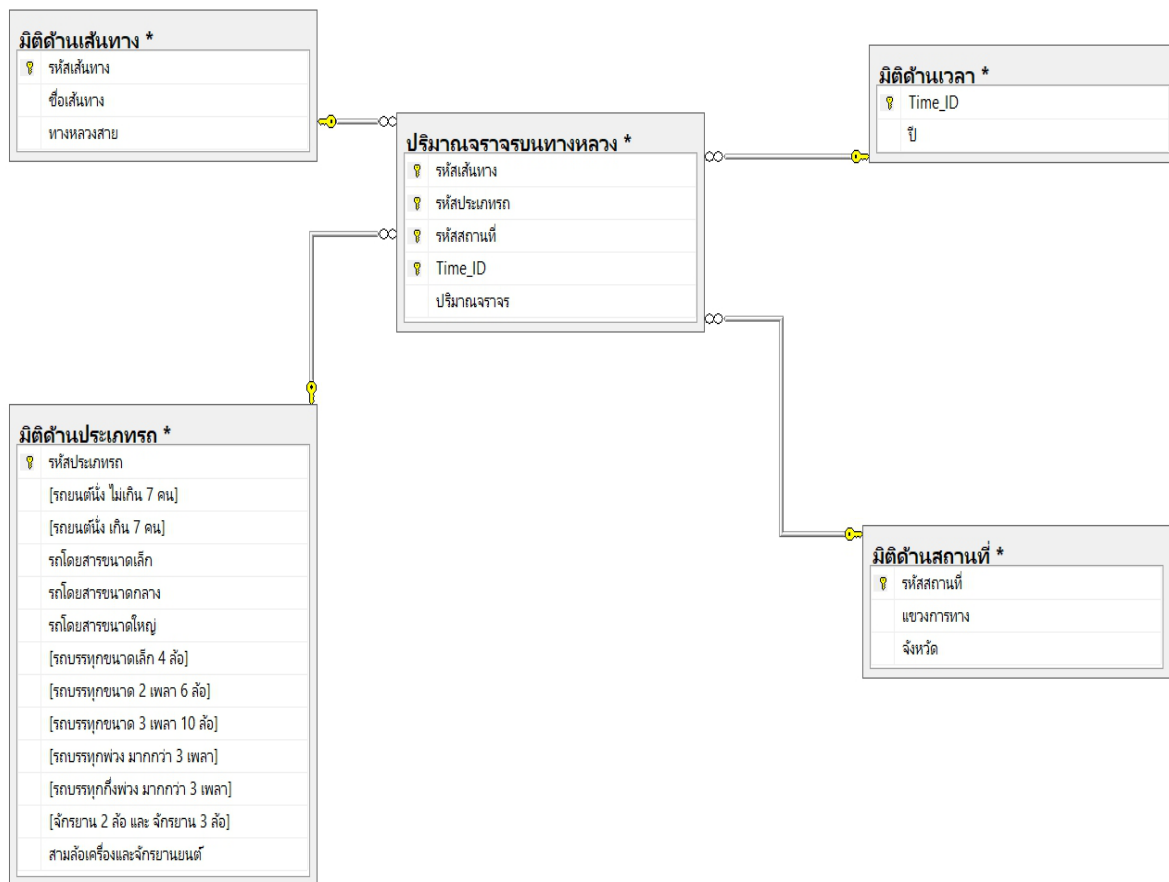 มิติด้านเส้นทาง *
รหัสเส้นทาง
ชื่อเส้นทาง
ทางหลวงสาย
มิติด้านเวลา *
Time_ID
ปี
ปริมาณจราจรบนทางหลวง *
รหัสเส้นทาง
รหัสประเภทรถ
รหัสสถานที่
Time_ID
ปริมาณจราจร
มิติด้านประเภทรถ *
รหัสประเภทรถ
[รถยนต์นั่ง ไม่เกิน 7 คน]
[รถยนต์นั่ง เกิน 7 คน]
รถโดยสารขนาดเล็ก
รถโดยสารขนาดกลาง
รถโดยสารขนาดใหญ่
[รถบรรทุกขนาดเล็ก 4 ล้อ]
[รถบรรทุกขนาด 2 เพลา 6 ล้อ]
[รถบรรทุกขนาด 3 เพลา 10 ล้อ]
[รถบรรทุกพ่วง มากกว่า 3 เพลา]
[รถบรรทุกกึ่งพ่วง มากกว่า 3 เพลา]
[จักรยาน 2 ล้อ และ จักรยาน 3 ล้อ]
สามล้อเครื่องและจักรยานยนต์
มิติด้านสถานที่ *
รหัสสถานที่
แขวงการทาง
จังหวัด